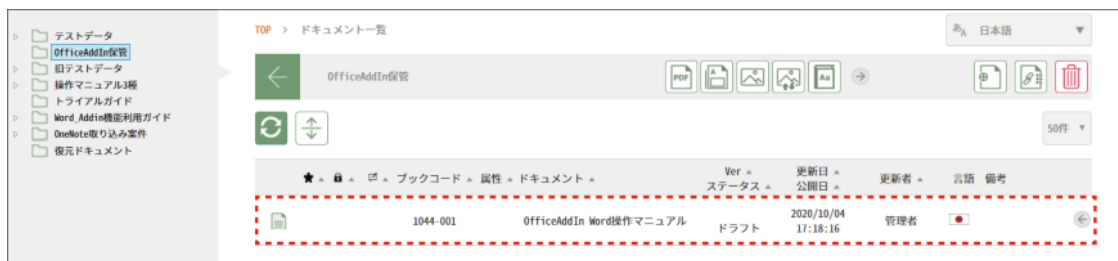 テストデータ
OfficeAddIn保管
旧テストデータ
操作マニュアル3種
トライアルガイド
Word_Addin機能利用ガイド
OneNote取り込み案件
復元ドキュメント
TOP > ドキュメント一覧
あA 日本語
OfficeAddIn保管
PDF
A
Aa
50件
ブックコード 属性 ドキュメント Ver ステータス 更新日 公開日 更新者 言語 備考
1044-001 OfficeAddIn Word操作マニュアル ドラフト 2020/10/04 17:18:16 管理者